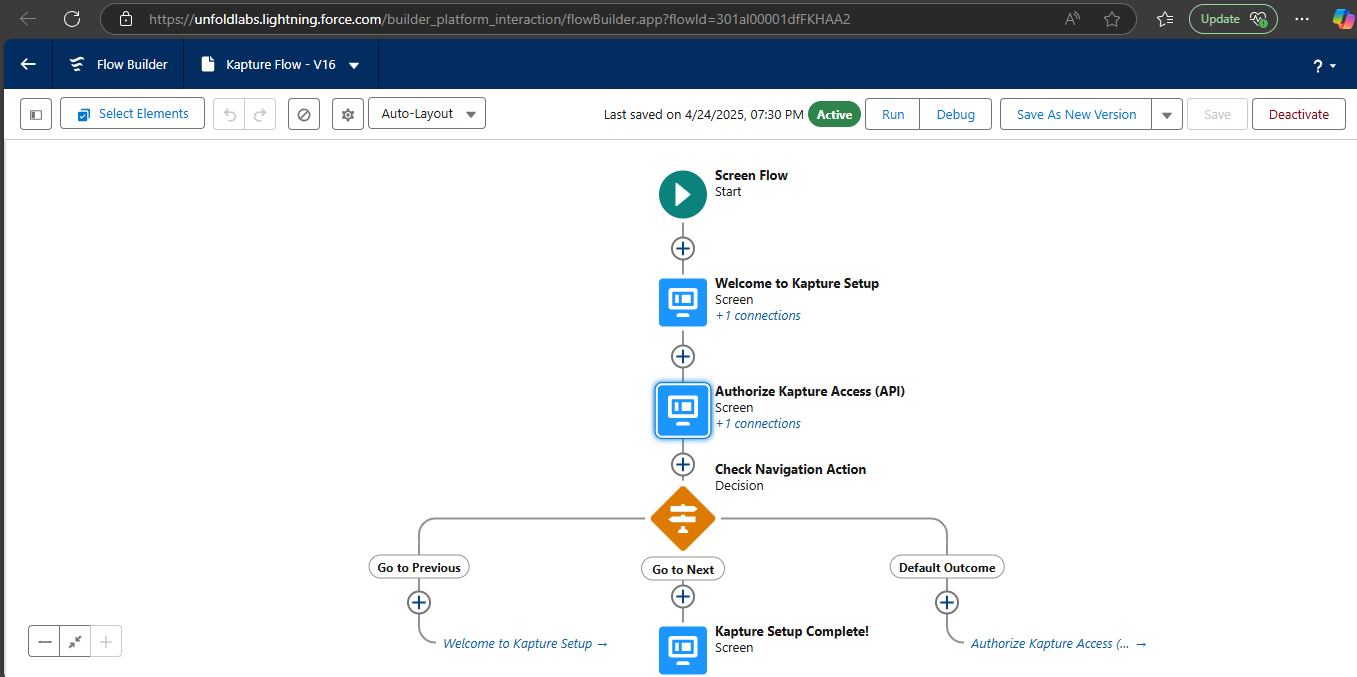 https://unfoldlabs.lightning.force.com/builder_platform_interaction/flowBuilder.app?flowId=301al00001dfFKHAA2
Update
Flow Builder
Kapture Flow - V16
?
Select Elements
Auto-Layout
Last saved on 4/24/2025, 07:30 PM
Active
Run
Debug
Save As New Version
Save
Deactivate
Screen Flow
Start
Welcome to Kapture Setup
Screen
+1 connections
Authorize Kapture Access (API)
Screen
+1 connections
Check Navigation Action
Decision
Go to Previous
Go to Next
Default Outcome
Welcome to Kapture Setup →
Kapture Setup Complete!
Screen
Authorize Kapture Access (... →